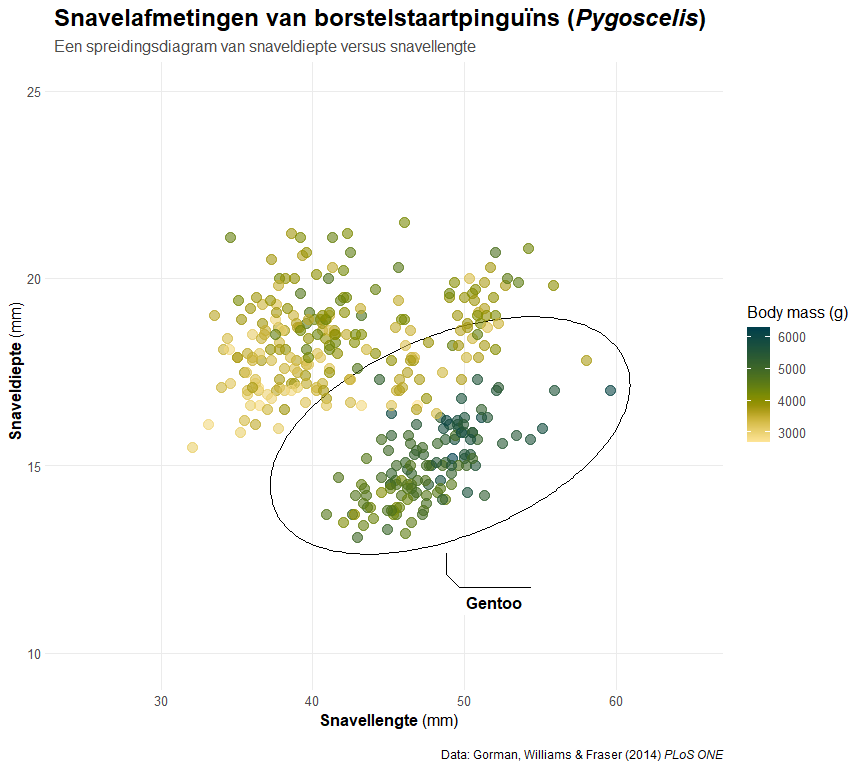 Snavelafmetingen van borstelstaartpinguïns (Pygoscelis)
Een spreidingsdiagram van snaveldiepte versus snavellengte
25
20
15
10
Snaveldiepte (mm)
30
40
50
60
Snavellengte (mm)
Gentoo
Body mass (g)
6000
5000
4000
3000
Data: Gorman, Williams & Fraser (2014) PLoS ONE